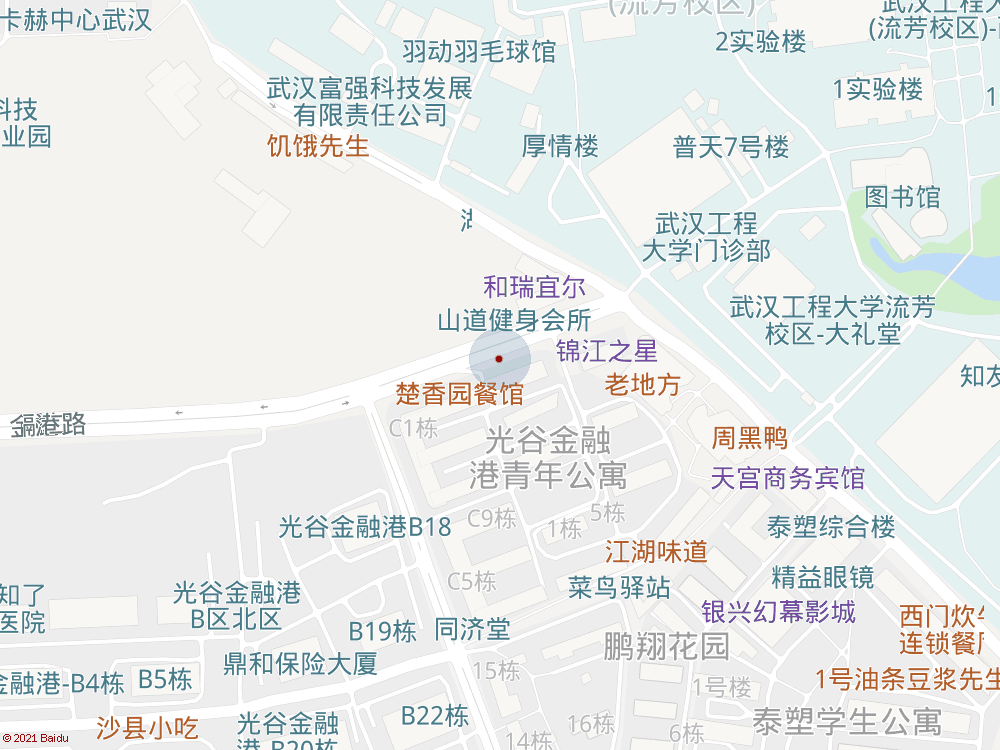 (流芳校区)
卡赫中心武汉
武汉工程大
(流芳校区)-
羽动羽毛球馆
2实验楼
武汉富强科技发展
有限责任公司
1实验楼
科技
业园
饥饿先生
厚情楼
普天7号楼
图书馆
武汉工程
大学门诊部
和瑞宜尔
山道健身会所
武汉工程大学流芳
校区-大礼堂
锦江之星
知友
楚香园餐馆
老地方
港路
C1栋
光谷金融
港青年公寓
周黑鸭
天宫商务宾馆
C9栋
5栋
1栋
光谷金融港B18
泰塑综合楼
江湖味道
C5栋
菜鸟驿站
精益眼镜
知了
医院
光谷金融港
B区北区
银兴幻幕影城
西门炊
连锁餐
B19栋
同济堂
鹏翔花园
鼎和保险大厦
15栋
金融港-B4栋
B5栋
1号楼
1号油条豆浆先生
沙县小吃
光谷金融
港-B20栋
B22栋
16栋
14栋
6栋
泰塑学生公寓
© 2021 Baidu